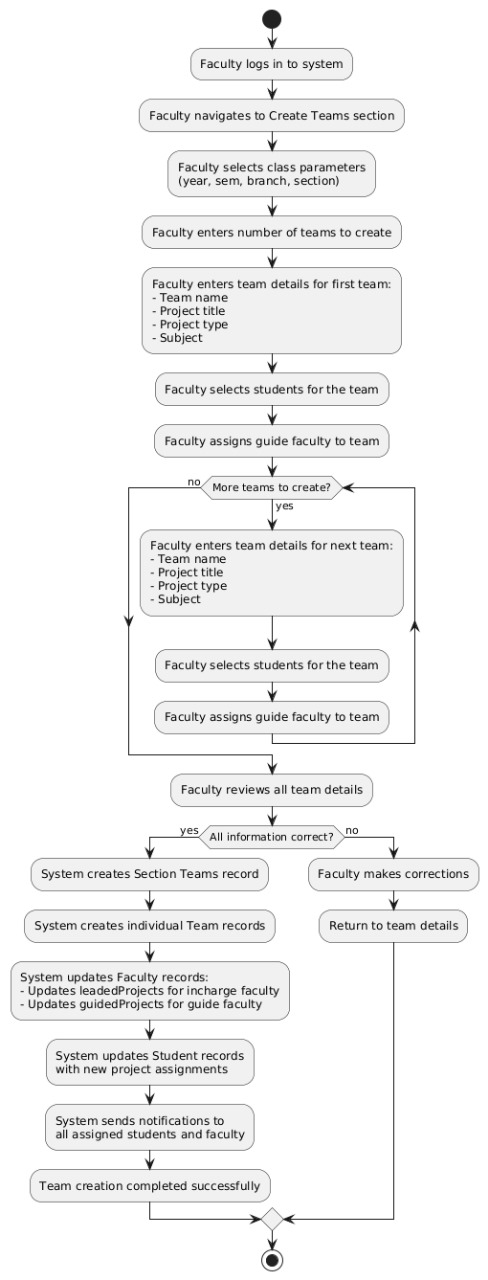 Faculty logs in to system
Faculty navigates to Create Teams section
Faculty selects class parameters
(year, sem, branch, section)
Faculty enters number of teams to create
Faculty enters team details for first team:
- Team name
- Project title
- Project type
- Subject
Faculty selects students for the team
Faculty assigns guide faculty to team
no
More teams to create?
yes
Faculty enters team details for next team:
- Team name
- Project title
- Project type
- Subject
Faculty selects students for the team
Faculty assigns guide faculty to team
Faculty reviews all team details
yes
All information correct?
no
System creates Section Teams record
System creates individual Team records
System updates Faculty records:
- Updates leadedProjects for incharge faculty
- Updates guidedProjects for guide faculty
System updates Student records
with new project assignments
System sends notifications to
all assigned students and faculty
Team creation completed successfully
Faculty makes corrections
Return to team details